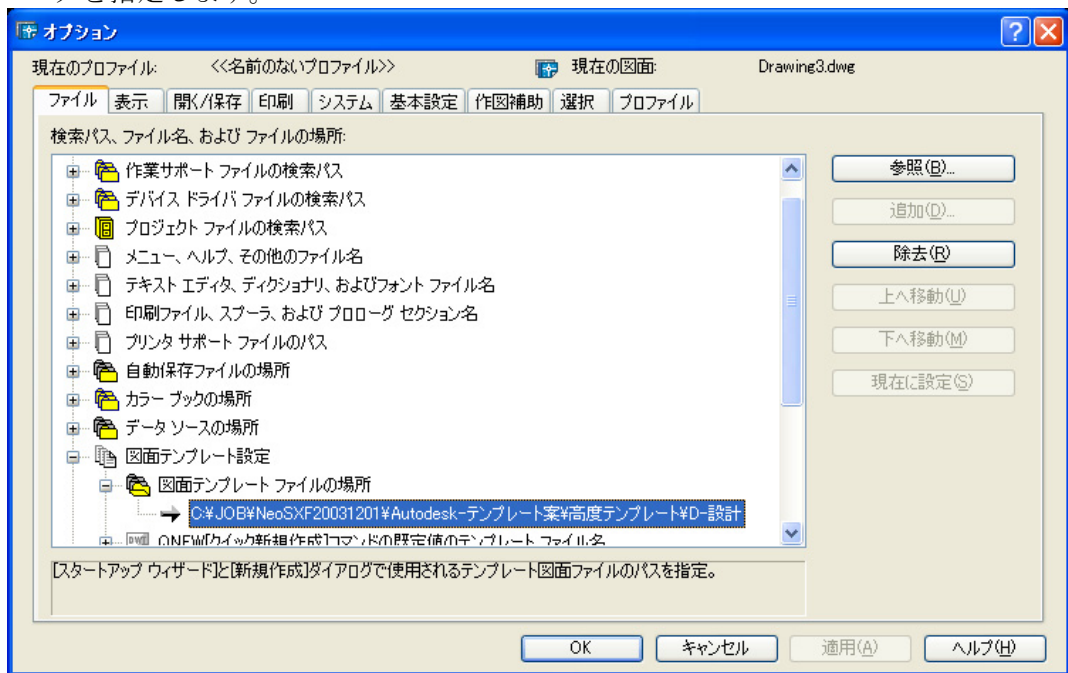 オプション
現在のプロファイル: <<名前のないプロファイル>> 現在の図面: Drawing3.dwg
ファイル 表示 開く/保存 印刷 システム 基本設定 作図補助 選択 プロファイル
検索パス、ファイル名、および ファイルの場所:
作業サポート ファイルの検索パス
デバイス ドライバ ファイルの検索パス
プロジェクト ファイルの検索パス
メニュー、ヘルプ、その他のファイル名
テキスト エディタ、ディクショナリ、およびフォント ファイル名
印刷ファイル、スプーラ、および プロローグ セクション名
プリンタ サポート ファイルのパス
自動保存ファイルの場所
カラー ブックの場所
データ ソースの場所
図面テンプレート設定
図面テンプレート ファイルの場所
C:¥JOB¥NeoSXF20031201¥Autodesk-テンプレート案¥高度テンプレート¥D-設計
QNEW[クイック新規作成]コマンドの既定値のテンプレート ファイル名
[スタートアップ ウィザード]と[新規作成]ダイアログで使用されるテンプレート図面ファイルのパスを指定。
参照(B)...
追加(D)...
除去(R)
上へ移動(U)
下へ移動(M)
現在に設定(S)
OK キャンセル 適用(A) ヘルプ(H)